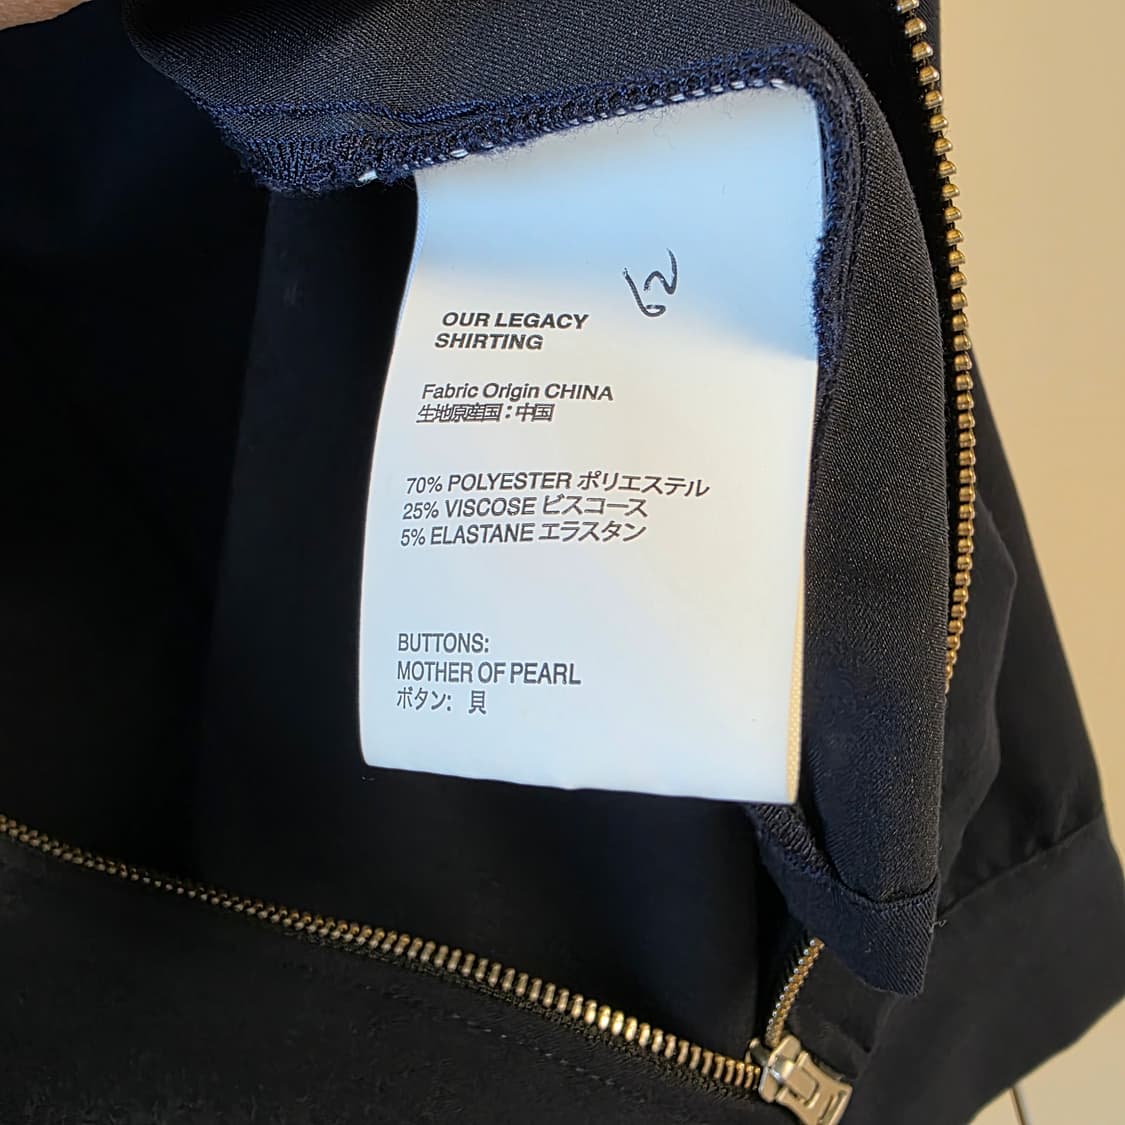 OUR LEGACY
SHIRTING
Fabric Origin CHINA
生地原産国：中国
70% POLYESTER ポリエステル
25% VISCOSE ビスコース
5% ELASTANE エラスタン
BUTTONS:
MOTHER OF PEARL
ボタン: 貝